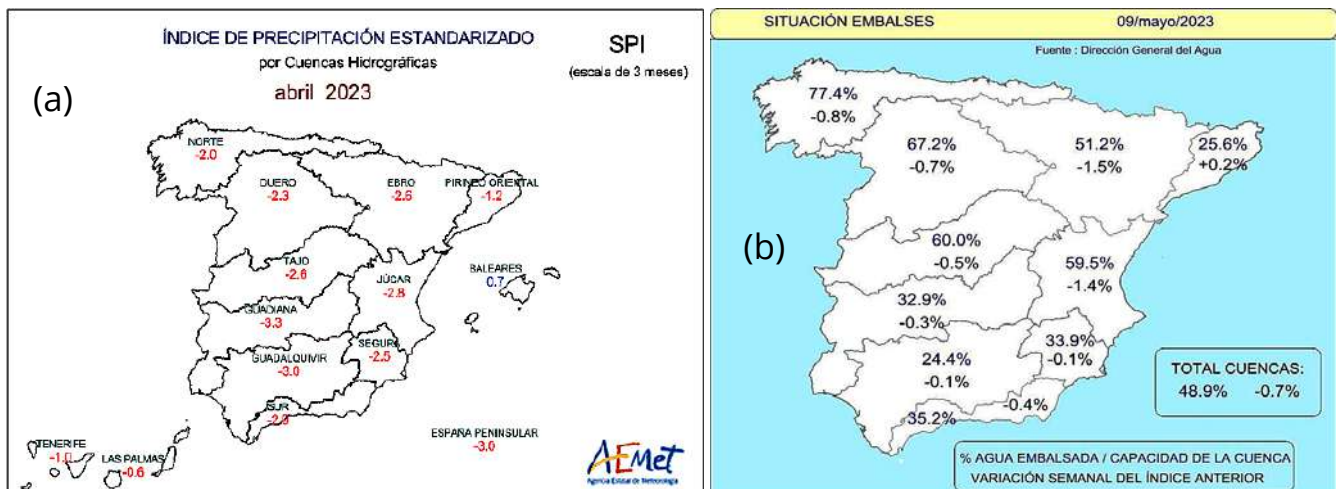 (a)
ÍNDICE DE PRECIPITACIÓN ESTANDARIZADO
por Cuencas Hidrográficas
abril 2023
SPI
(escala de 3 meses)
NORTE
-2.0
DUERO
-2.3
EBRO
-2.6
PIRINEO ORIENTAL
-1.2
TAJO
-2.6
JÚCAR
-2.8
BALEARES
0.7
GUADIANA
-3.3
GUADALQUIVIR
-3.0
SEGURA
-2.5
SUR
ESPAÑA PENINSULAR
-3.0
TENERIFE
-1.0
LAS PALMAS
-0.6
AEMet
Agencia Estatal de Meteorología
SITUACIÓN EMBALSES 09/mayo/2023
Fuente : Dirección General del Agua
(b)
77.4%
-0.8%
67.2%
-0.7%
51.2%
-1.5%
25.6%
+0.2%
60.0%
-0.5%
59.5%
-1.4%
32.9%
-0.3%
33.9%
-0.1%
24.4%
-0.1%
35.2%
-0.4%
TOTAL CUENCAS:
48.9% -0.7%
% AGUA EMBALSADA / CAPACIDAD DE LA CUENCA
VARIACIÓN SEMANAL DEL ÍNDICE ANTERIOR